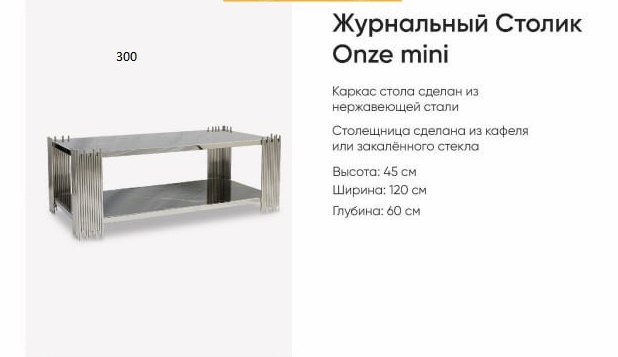 Журнальный Столик
Onze mini
300
Каркас стола сделан из
нержавеющей стали
Столещница сделана из кафеля
или закалённого стекла
Высота: 45 см
Ширина: 120 см
Глубина: 60 см